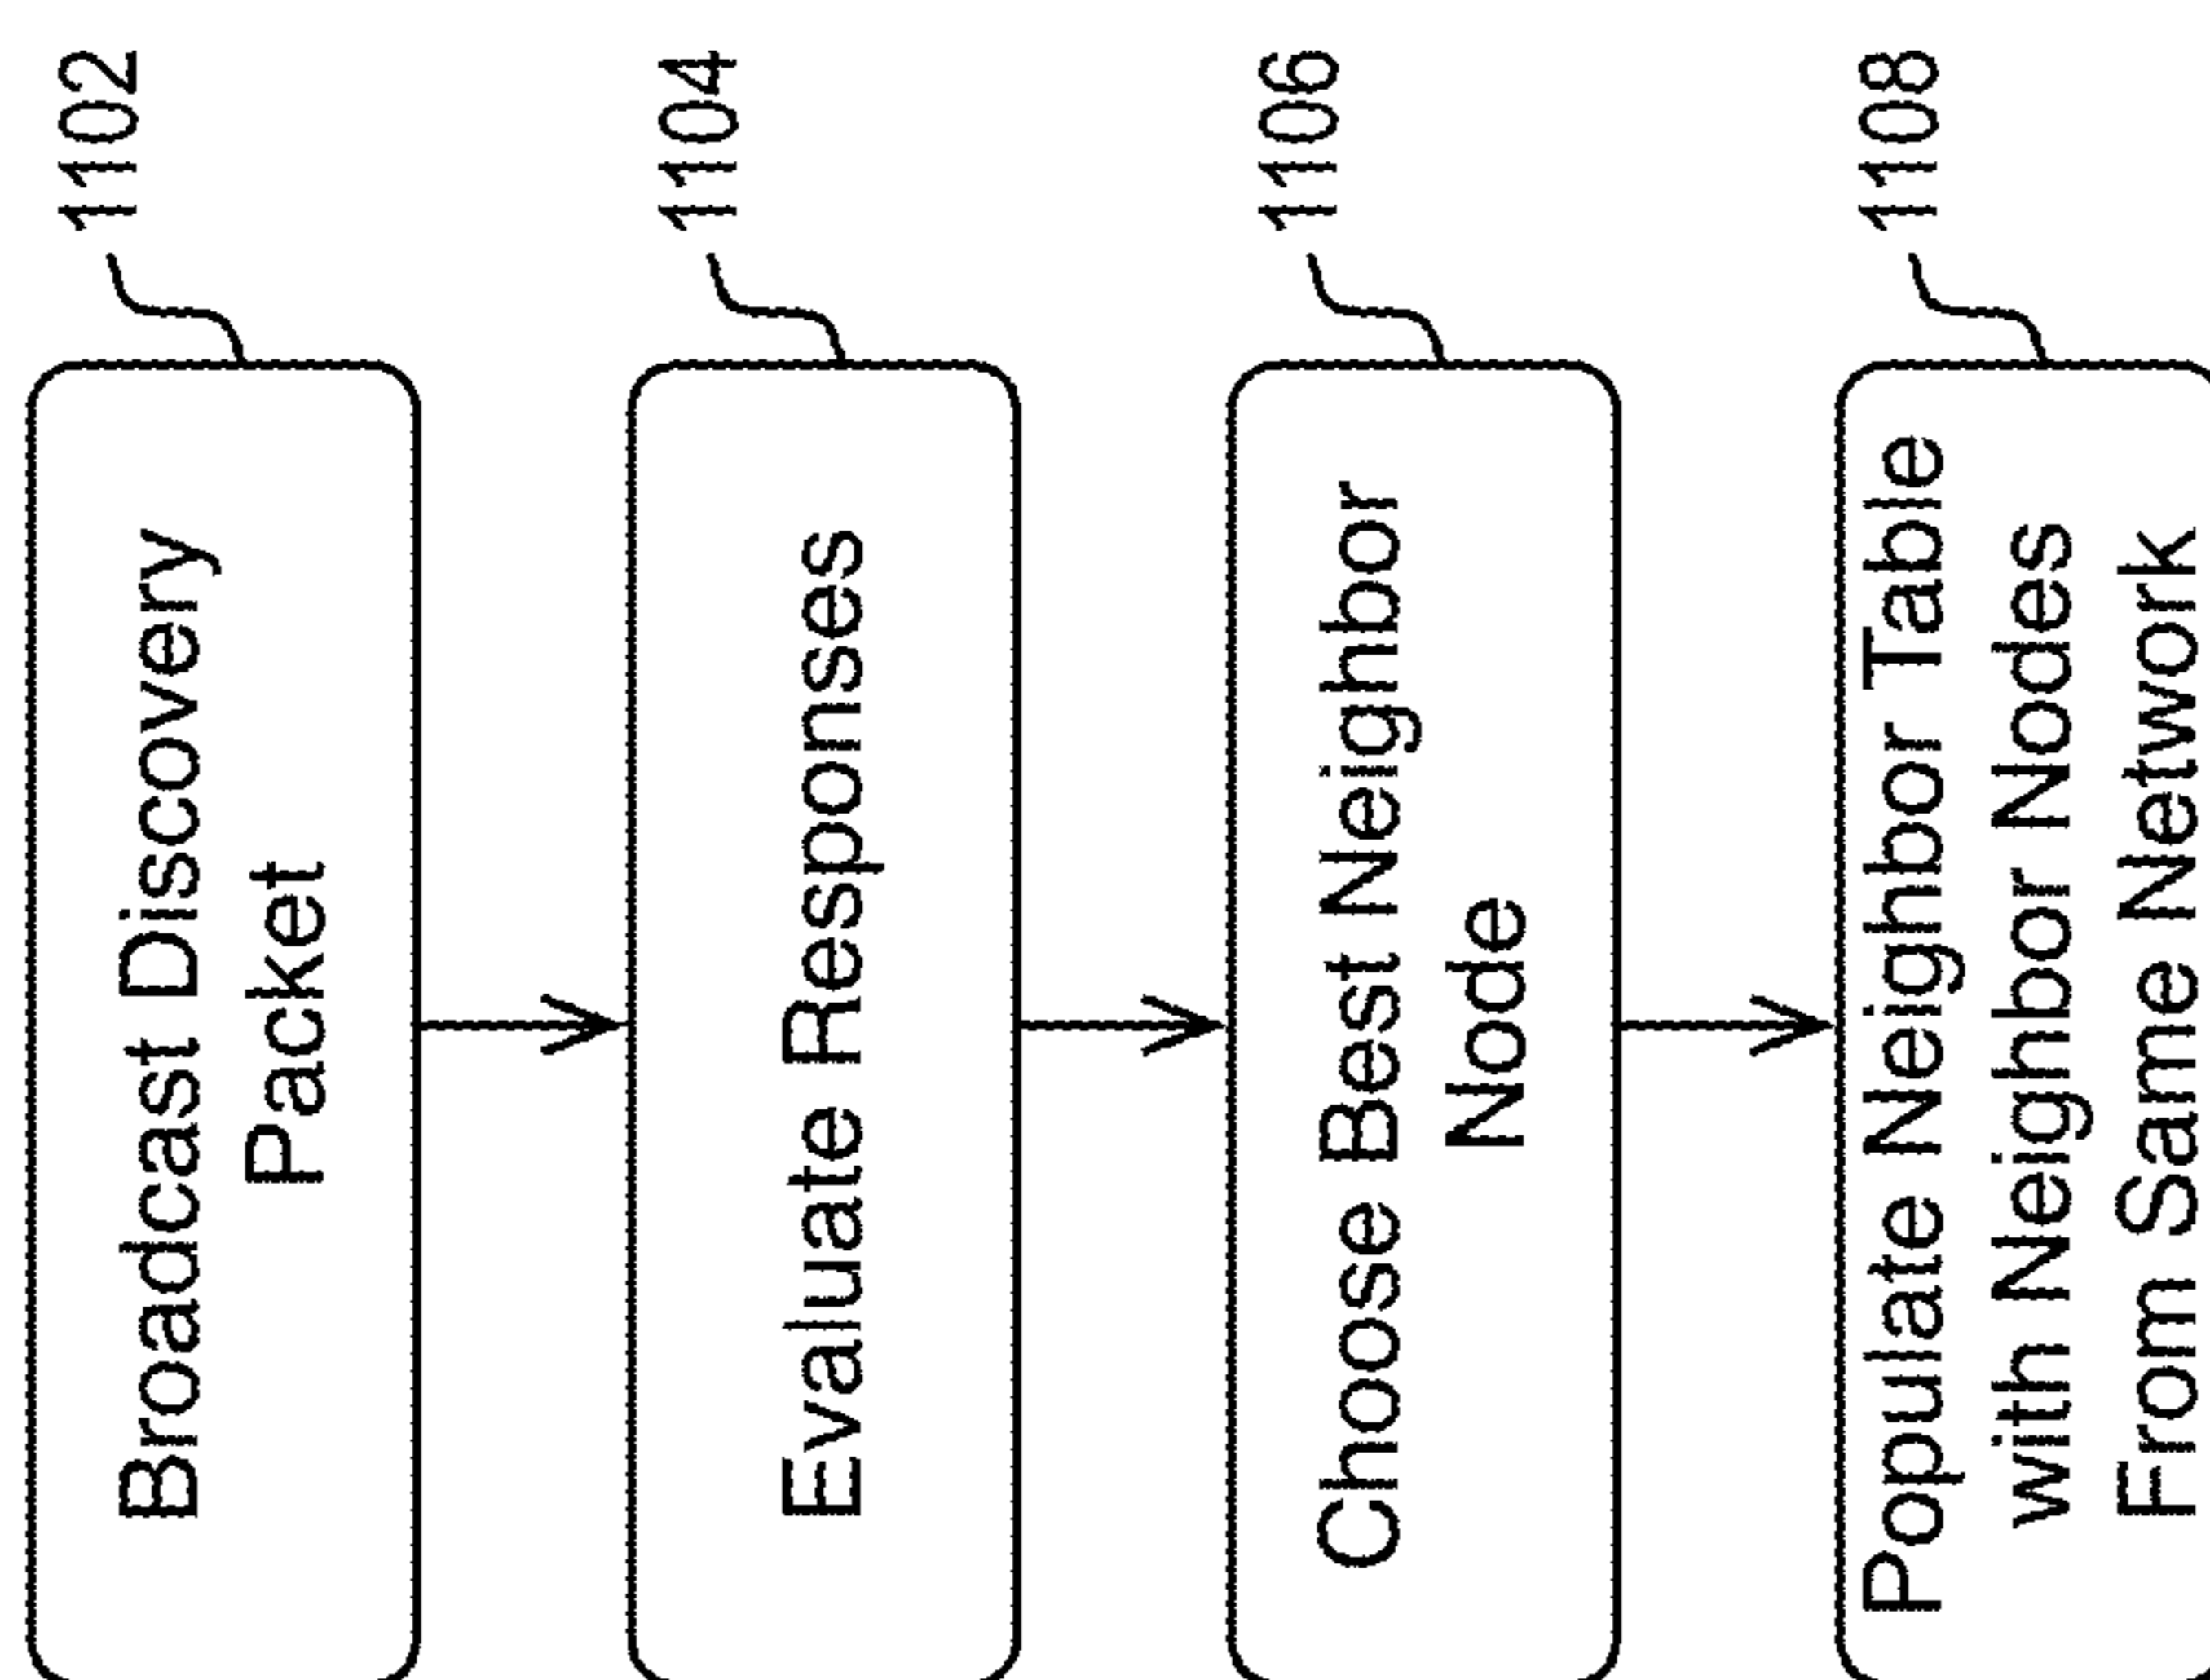 1102
Broadcast Discovery
Packet
1104
Evaluate Responses
1106
Choose Best Neighbor
Node
1108
Populate Neighbor Table
with Neighbor Nodes
From Same Network